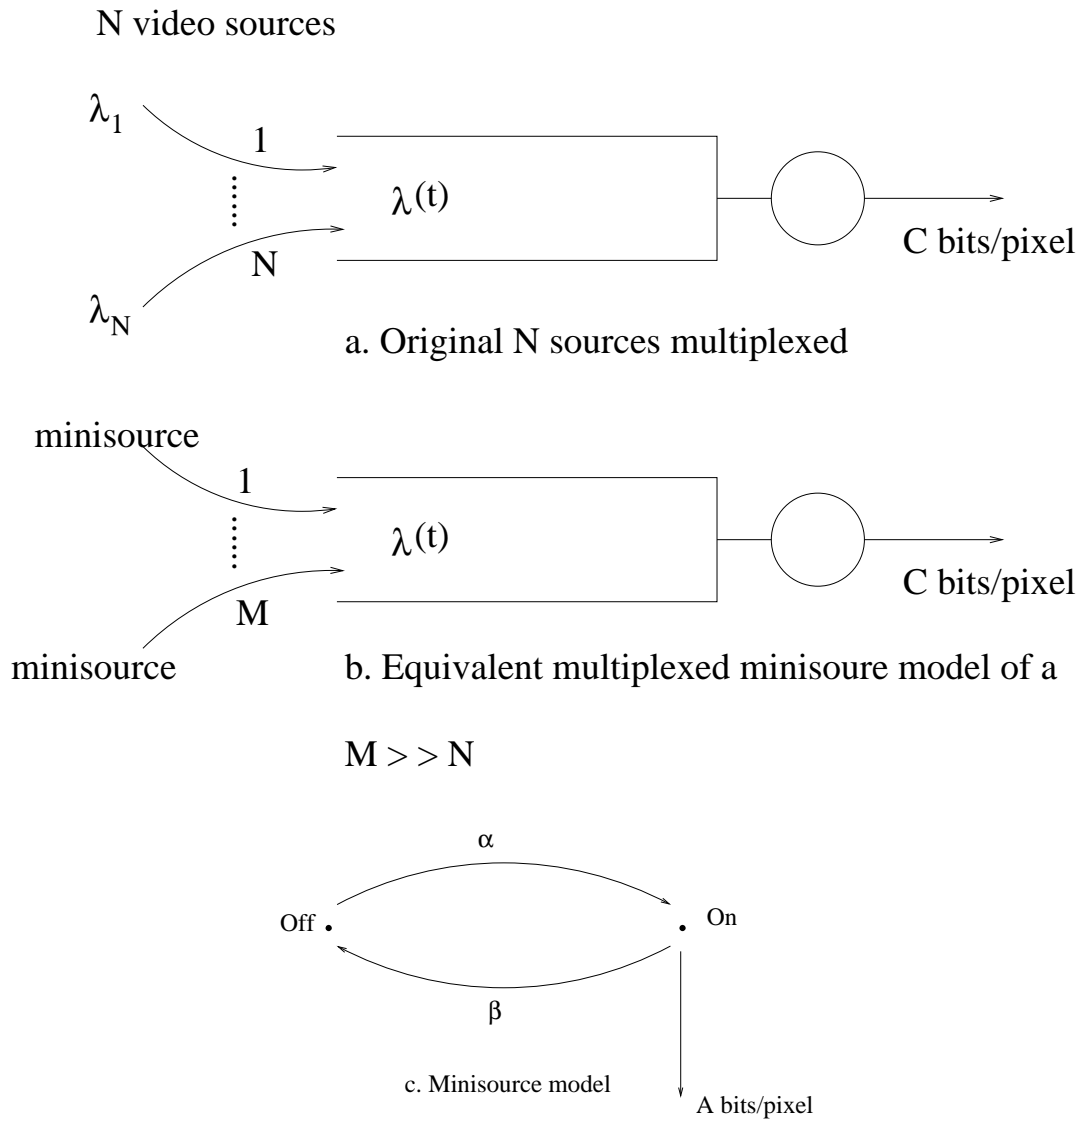 N video sources
λ1
1
λ(t)
N
λN
C bits/pixel
a. Original N sources multiplexed
minisource
1
λ(t)
M
minisource
C bits/pixel
b. Equivalent multiplexed minisoure model of a
M > > N
α
Off
On
β
c. Minisource model
A bits/pixel